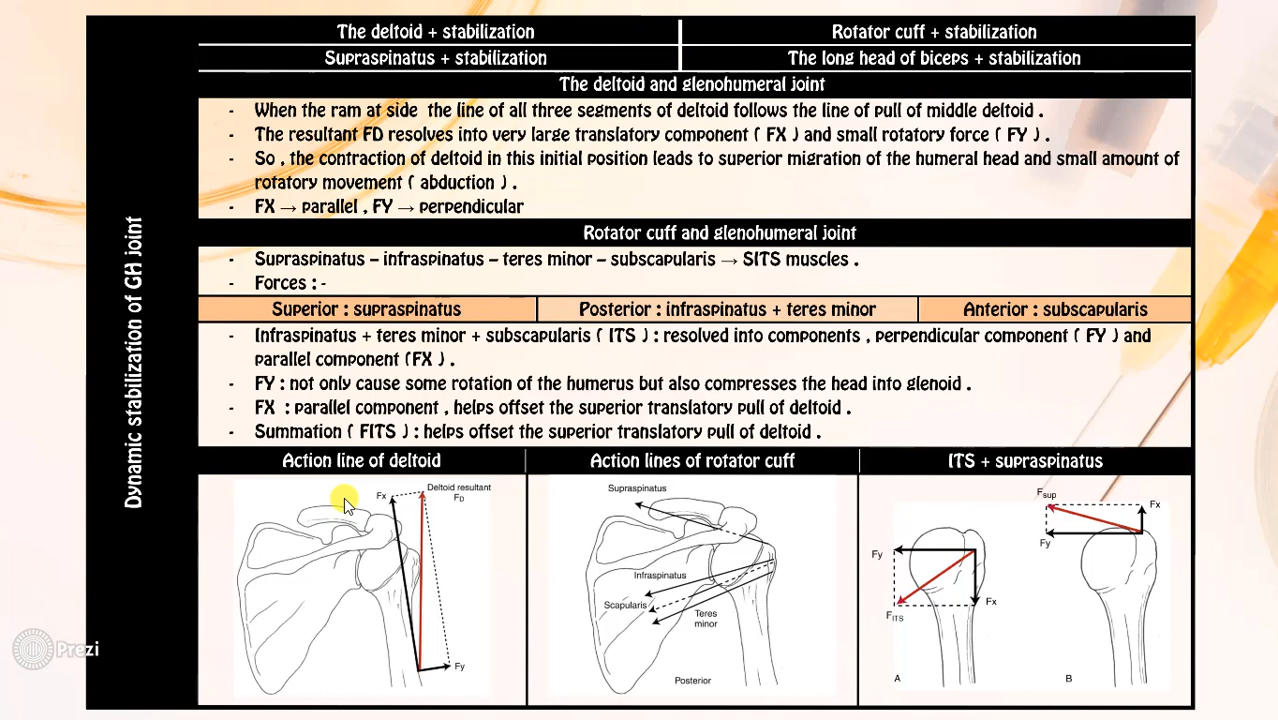 The deltoid + stabilization
Rotator cuff + stabilization
Supraspinatus + stabilization
The long head of biceps + stabilization
The deltoid and glenohumeral joint
Dynamic stabilization of GH joint
- When the ram at side the line of all three segments of deltoid follows the line of pull of middle deltoid .
- The resultant FD resolves into very large translatory component ( FX ) and small rotatory force ( FY ) .
- So , the contraction of deltoid in this initial position leads to superior migration of the humeral head and small amount of
rotatory movement ( abduction ) .
- FX → parallel , FY → perpendicular
Rotator cuff and glenohumeral joint
- Supraspinatus – infraspinatus – teres minor – subscapularis → SITS muscles .
- Forces : -
Superior : supraspinatus
Posterior : infraspinatus + teres minor
Anterior : subscapularis
- Infraspinatus + teres minor + subscapularis ( ITS ) : resolved into components , perpendicular component ( FY ) and
parallel component (FX ) .
- FY : not only cause some rotation of the humerus but also compresses the head into glenoid .
- FX : parallel component , helps offset the superior translatory pull of deltoid .
- Summation ( FITS ) : helps offset the superior translatory pull of deltoid .
Action line of deltoid
Action lines of rotator cuff
ITS + supraspinatus
Fx
Deltoid resultant
FD
Fy
Supraspinatus
Infraspinatus
Scapularis
Teres
minor
Posterior
Fy
Fx
FITS
A
Fsup
Fx
Fy
B
Prezi